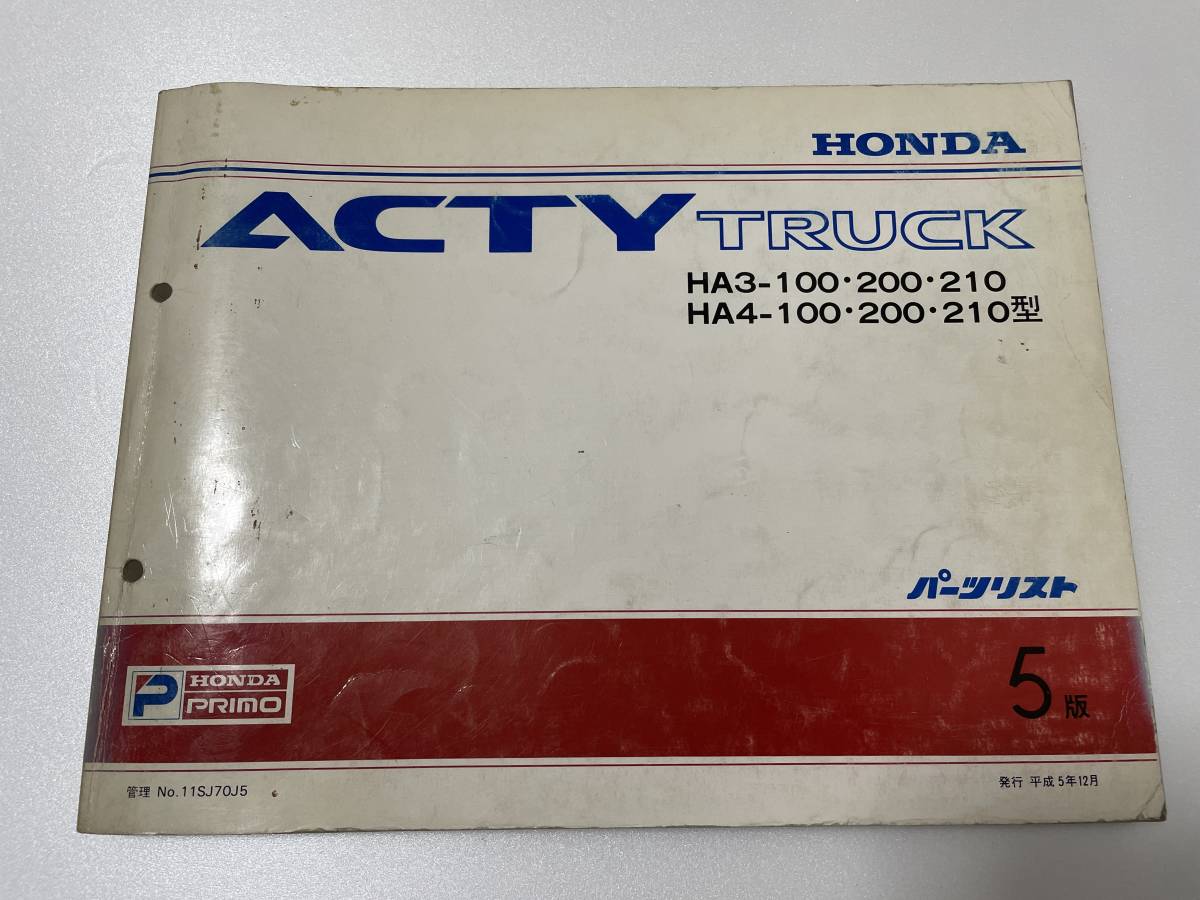 HONDA
ACTY TRUCK
HA3-100・200・210
HA4-100・200・210型
パーツリスト
P HONDA PRIMO
5版
管理 No.11SJ70J5
発行 平成5年12月